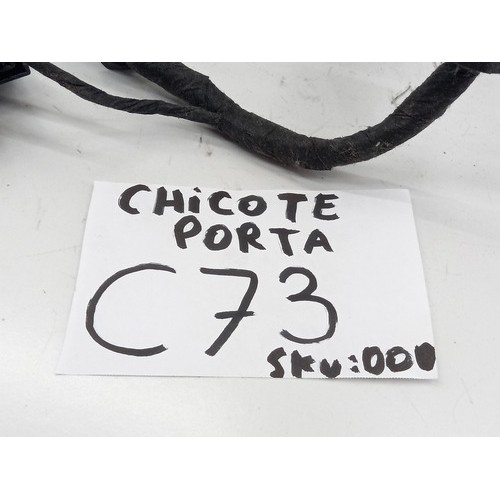 CHiCOTE
PORTA
C73
SKU:000